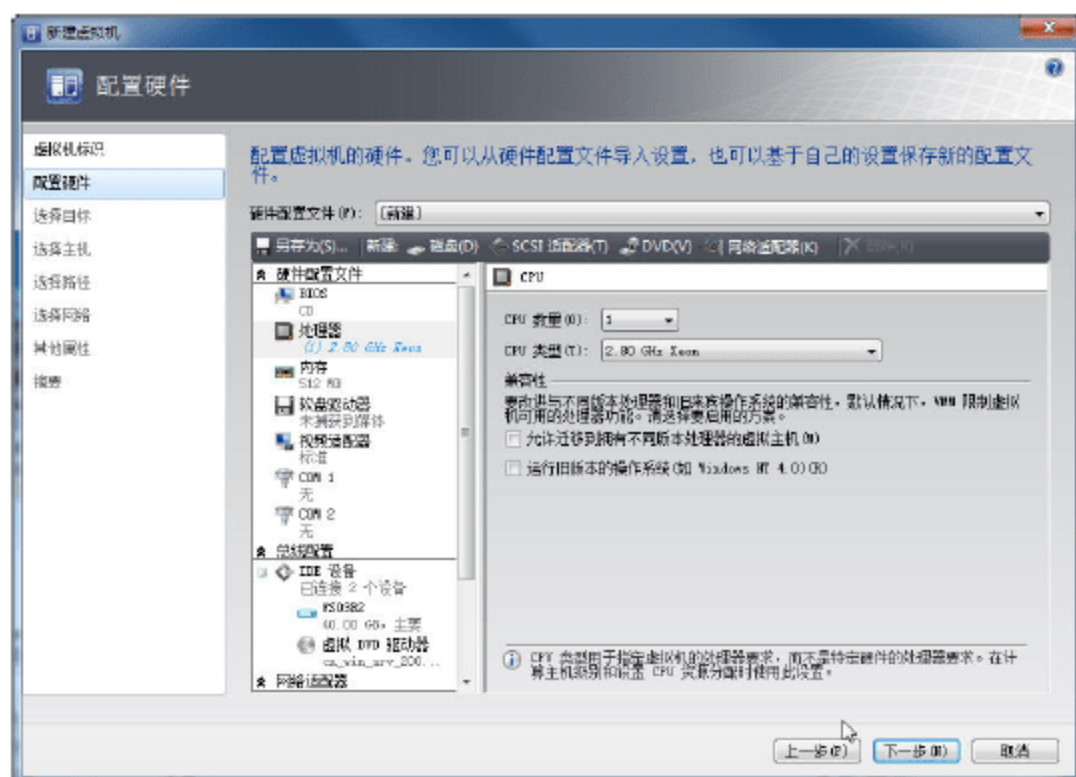 新建虚拟机
配置硬件
虚拟机标识
配置硬件
选择目标
选择主机
选择路径
选择网络
其他属性
摘要
配置虚拟机的硬件。您可以从硬件配置文件导入设置，也可以基于自己的设置保存新的配置文
件。
硬件配置文件(F): [新建]
另存为(S)... 新建: 磁盘(D) SCSI 适配器(T) DVD(V) 网络适配器(K)
硬件配置文件
BIOS
CD
处理器
(1) 2.80 GHz Xeon
内存
512 MB
软盘驱动器
未捕获到媒体
视频适配器
标准
COM 1
无
COM 2
无
总线配置
IDE 设备
已连接 2 个设备
40.00 GB，主要
虚拟 DVD 驱动器
cn_win_srv_200...
网络适配器
CPU
CPU 数量(U): 1
CPU 类型(T): 2.80 GHz Xeon
兼容性
要改进与不同版本处理器和旧来宾操作系统的兼容性，默认情况下，VMM 限制虚拟
机可用的处理器功能。请选择要启用的方案。
允许迁移到拥有不同版本处理器的虚拟主机(M)
运行旧版本的操作系统(如 Windows NT 4.0)(R)
CPU 类型用于指定虚拟机的处理器要求，而不是特定硬件的处理器要求。在计
算主机级别和设置 CPU 资源分配时使用此设置。
上一步(P) 下一步(N) 取消